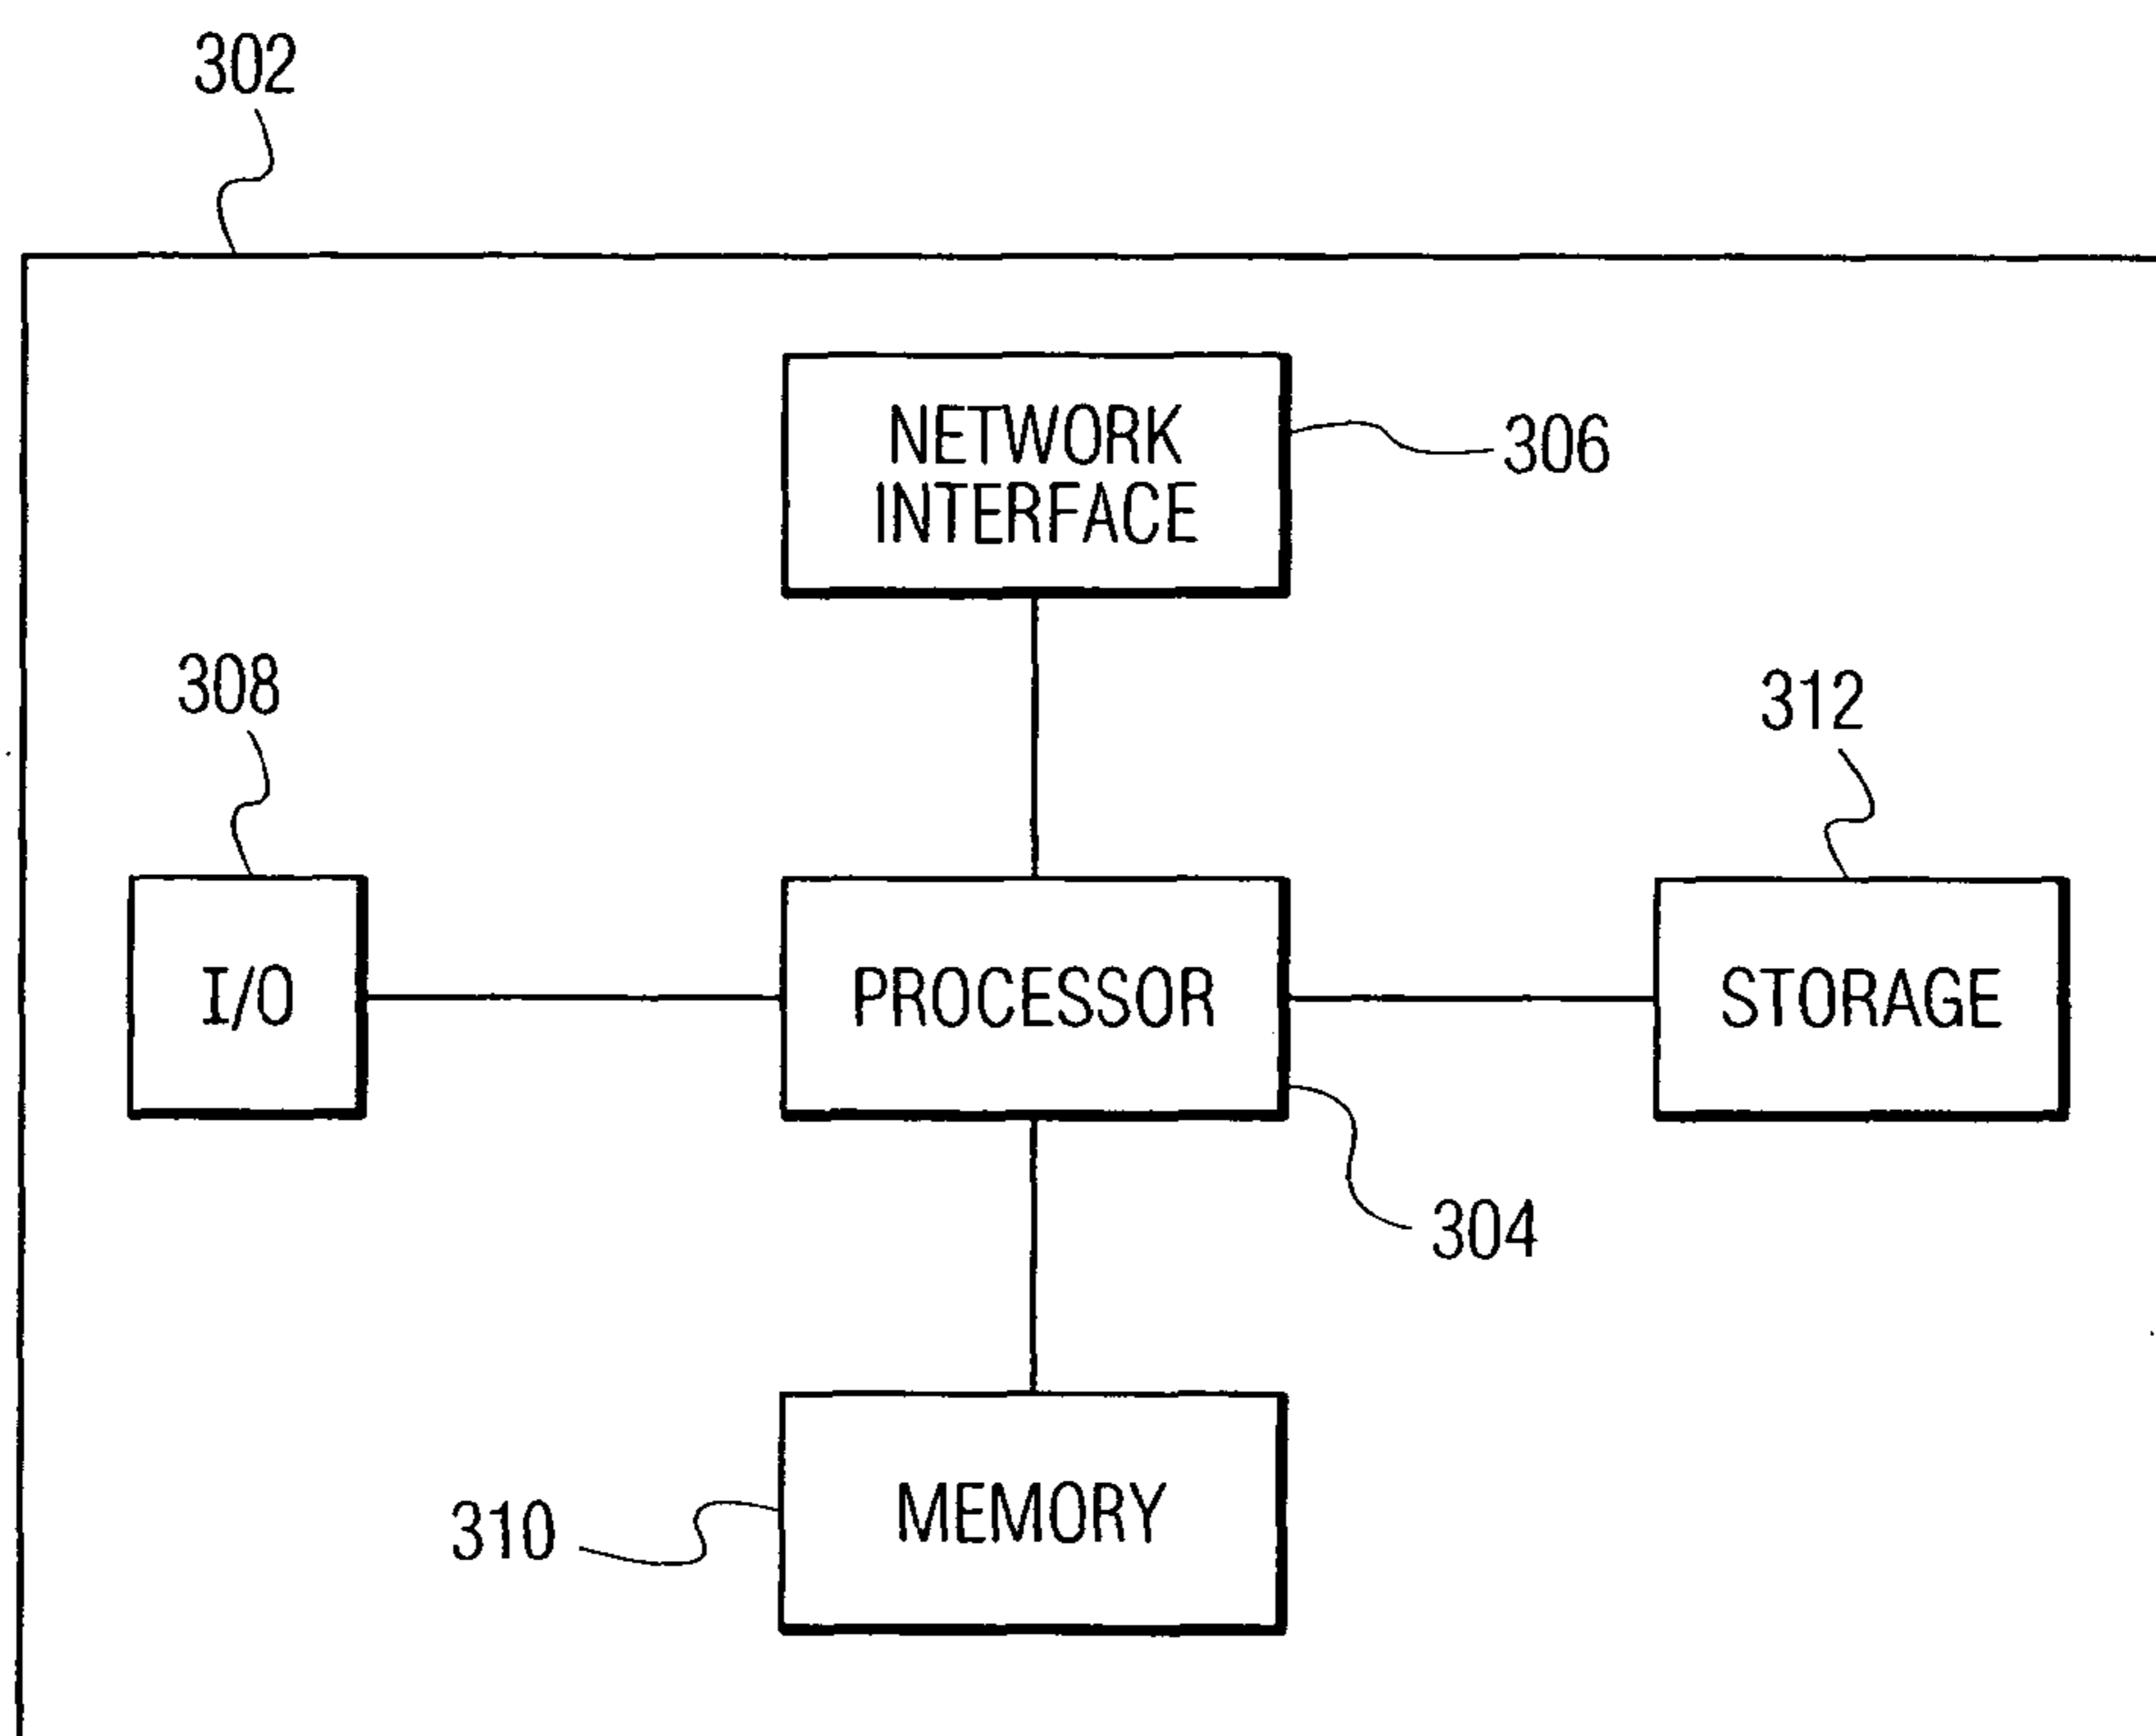 302
NETWORK
INTERFACE
306
308
312
I/O
PROCESSOR
STORAGE
304
MEMORY
310